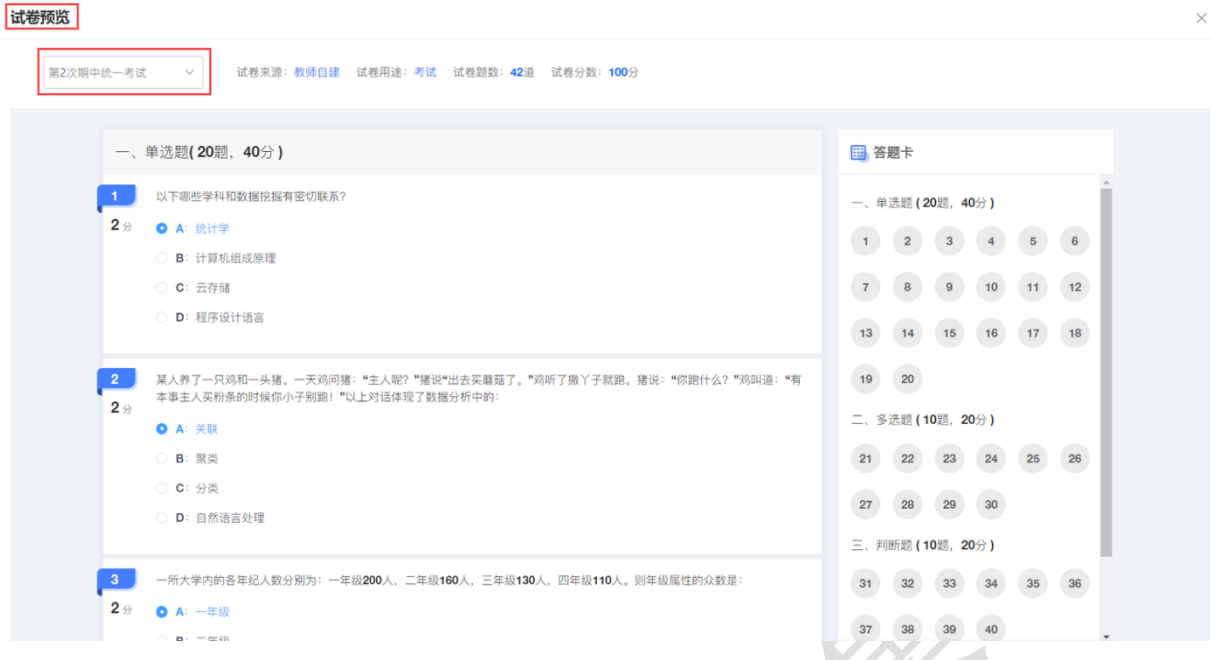 试卷预览
第2次期中统一考试 试卷来源：教师自建 试卷用途：考试 试卷题数：42道 试卷分数：100分
一、单选题( 20题，40分 )
1
以下哪些学科和数据挖掘有密切联系?
2 分
A：统计学
B：计算机组成原理
C：云存储
D：程序设计语言
2
某人养了一只鸡和一头猪。一天鸡问猪："主人呢？"猪说"出去买蘑菇了。"鸡听了撒丫子就跑。猪说："你跑什么？"鸡叫道："有
本事主人买粉条的时候你小子别跑！"以上对话体现了数据分析中的：
2 分
A：关联
B：聚类
C：分类
D：自然语言处理
3
一所大学内的各年纪人数分别为：一年级200人，二年级160人，三年级130人，四年级110人。则年级属性的众数是：
2 分
A：一年级
B：二年级
答题卡
一、单选题 ( 20题，40分 )
1 2 3 4 5 6
7 8 9 10 11 12
13 14 15 16 17 18
19 20
二、多选题 ( 10题，20分 )
21 22 23 24 25 26
27 28 29 30
三、判断题 ( 10题，20分 )
31 32 33 34 35 36
37 38 39 40